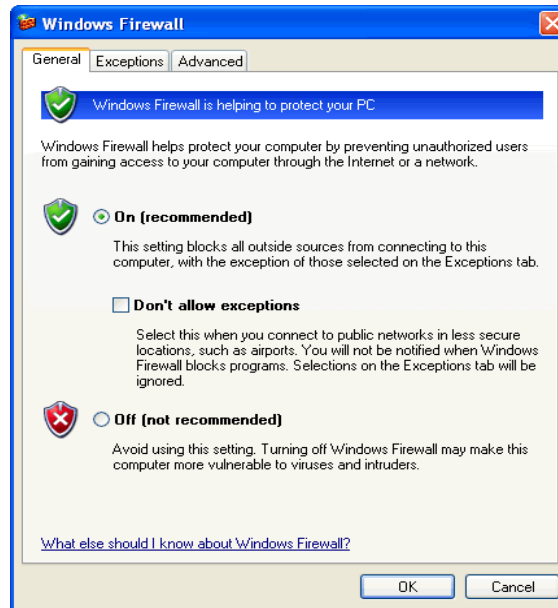 Windows Firewall
General Exceptions Advanced
Windows Firewall is helping to protect your PC
Windows Firewall helps protect your computer by preventing unauthorized users
from gaining access to your computer through the Internet or a network.
On (recommended)
This setting blocks all outside sources from connecting to this
computer, with the exception of those selected on the Exceptions tab.
Don't allow exceptions
Select this when you connect to public networks in less secure
locations, such as airports. You will not be notified when Windows
Firewall blocks programs. Selections on the Exceptions tab will be
ignored.
Off (not recommended)
Avoid using this setting. Turning off Windows Firewall may make this
computer more vulnerable to viruses and intruders.
What else should I know about Windows Firewall?
OK Cancel